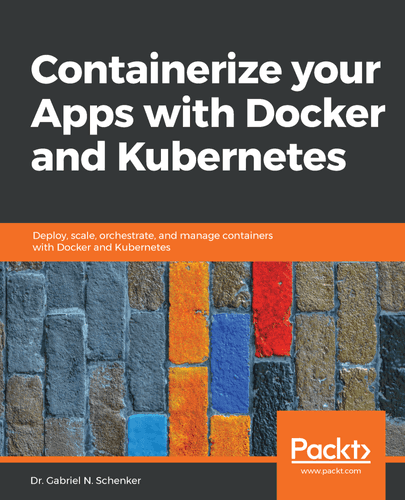 Containerize your
Apps with Docker
and Kubernetes
Deploy, scale, orchestrate, and manage containers
with Docker and Kubernetes
Packt>
www.packt.com
Dr. Gabriel N. Schenker